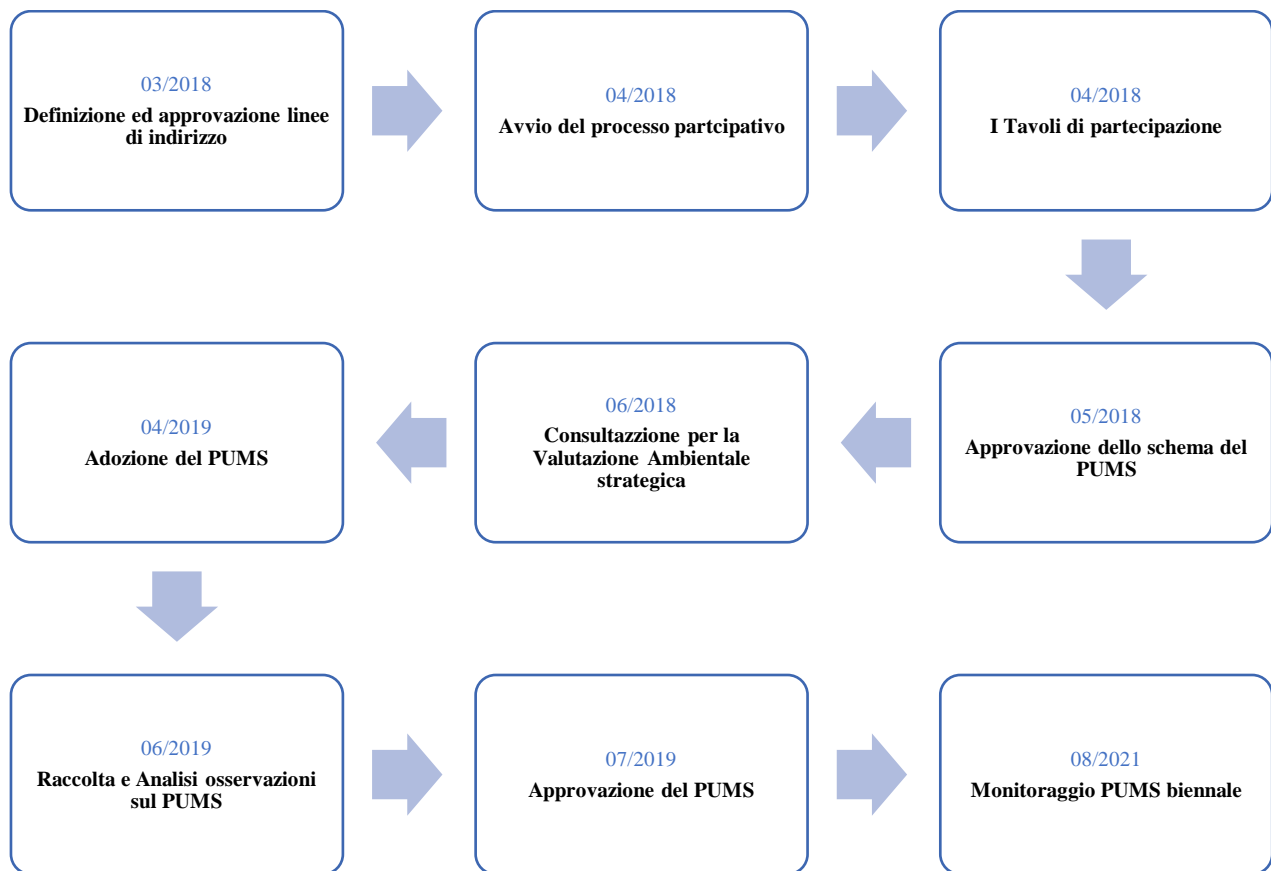 03/2018
Definizione ed approvazione linee
di indirizzo
04/2018
Avvio del processo partcipativo
04/2018
I Tavoli di partecipazione
05/2018
Approvazione dello schema del
PUMS
06/2018
Consultazzione per la
Valutazione Ambientale
strategica
04/2019
Adozione del PUMS
06/2019
Raccolta e Analisi osservazioni
sul PUMS
07/2019
Approvazione del PUMS
08/2021
Monitoraggio PUMS biennale